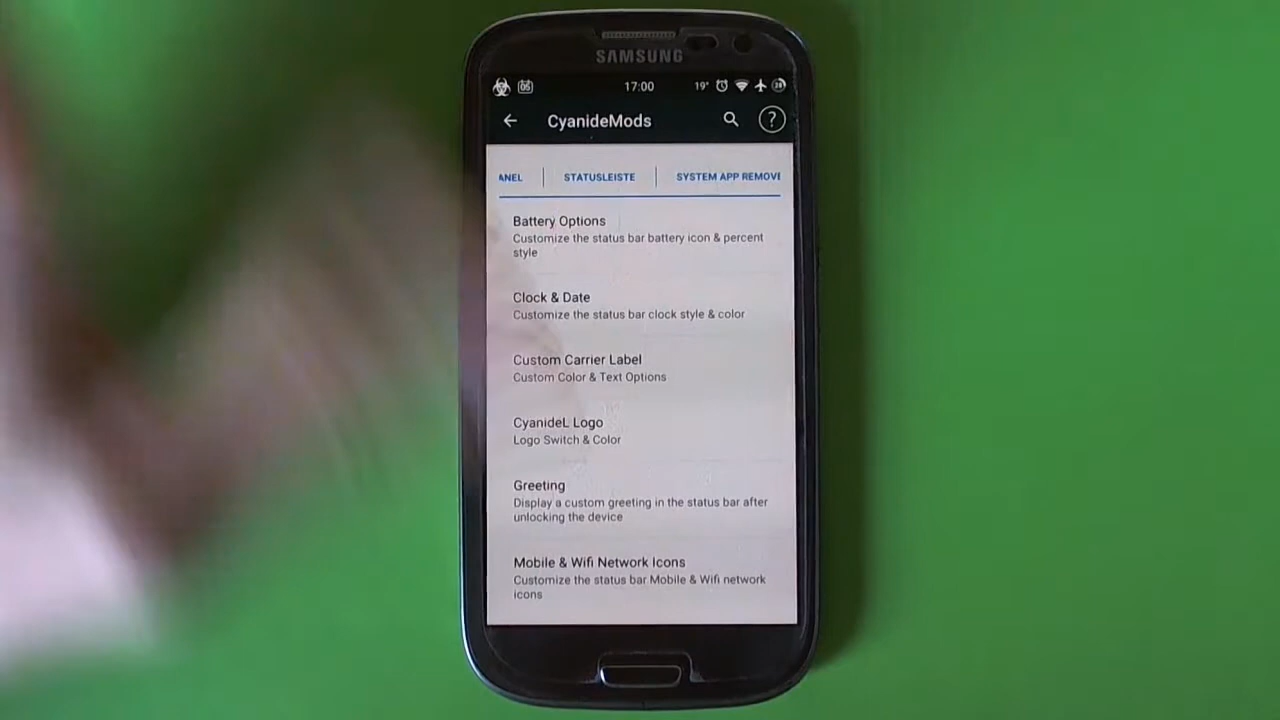 SAMSUNG
05 17:00 19° 28
CyanideMods ?
ANEL STATUSLEISTE SYSTEM APP REMOVE
Battery Options
Customize the status bar battery icon & percent
style
Clock & Date
Customize the status bar clock style & color
Custom Carrier Label
Custom Color & Text Options
CyanideL Logo
Logo Switch & Color
Greeting
Display a custom greeting in the status bar after
unlocking the device
Mobile & Wifi Network Icons
Customize the status bar Mobile & Wifi network
icons